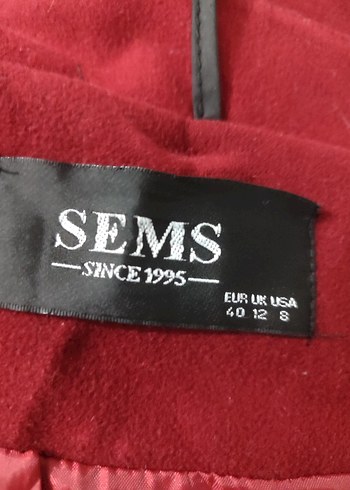 SEMS
SINCE 1995
EUR UK USA
40 12 8